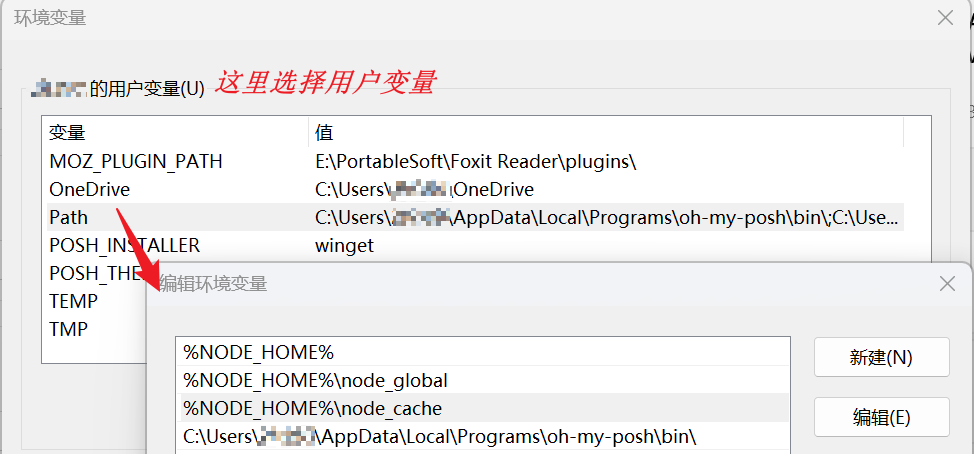 环境变量
的用户变量(U) 这里选择用户变量
变量 值
MOZ_PLUGIN_PATH E:\PortableSoft\Foxit Reader\plugins\
OneDrive C:\Users\ \OneDrive
Path C:\Users\ \AppData\Local\Programs\oh-my-posh\bin\;C:\Use...
POSH_INSTALLER winget
POSH_THE
TEMP
TMP
编辑环境变量
%NODE_HOME%
%NODE_HOME%\node_global
%NODE_HOME%\node_cache
C:\Users\ \AppData\Local\Programs\oh-my-posh\bin\
新建(N)
编辑(E)